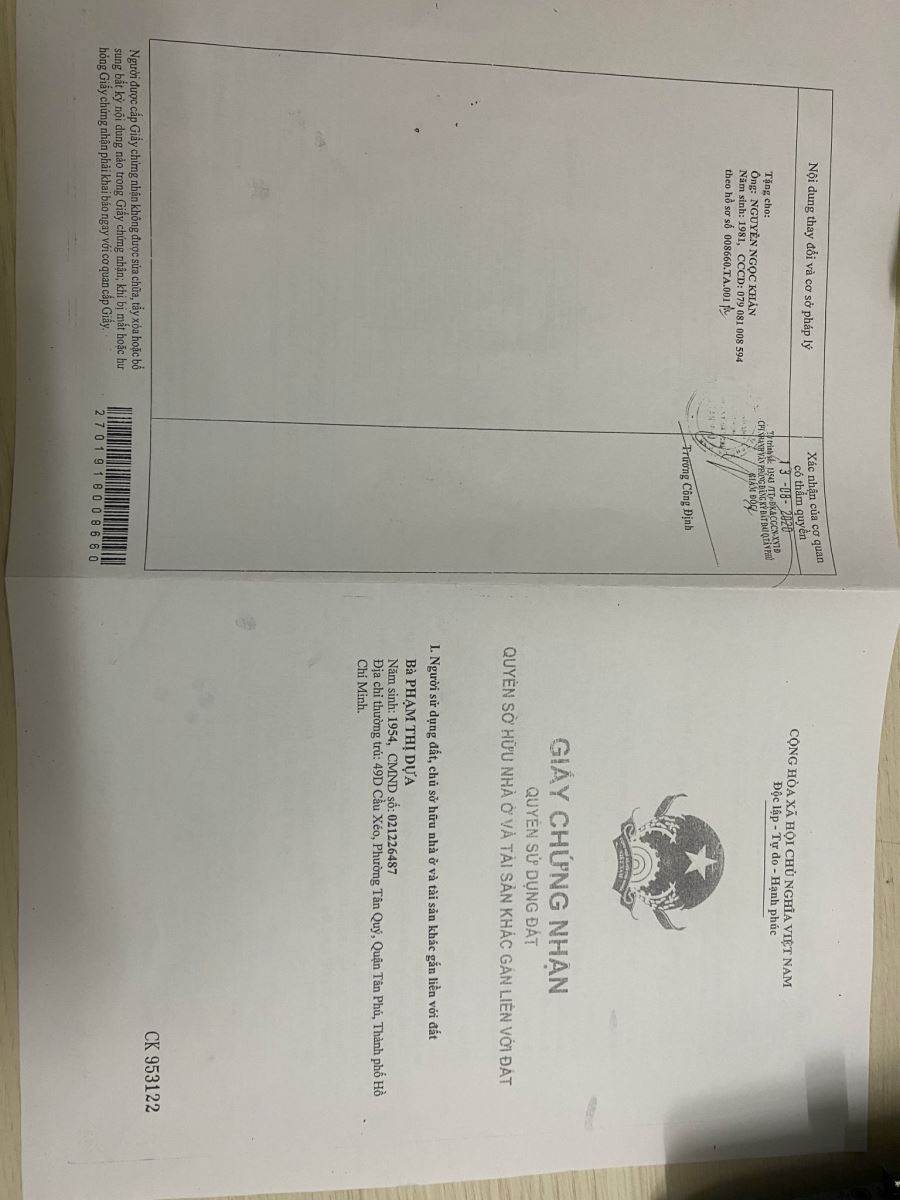 Nội dung thay đổi và cơ sở pháp lý
Xác nhận của cơ quan
có thẩm quyền
Tặng cho:
Ông: NGUYỄN NGỌC KHẢN
Năm sinh: 1981, CCCD: 079 081 008 594
theo hồ sơ số 008660.TA.001
13 -08- 2020
CHI NHÁNH VĂN PHÒNG ĐĂNG KÝ ĐẤT ĐAI Q.TÂN PHÚ
GIÁM ĐỐC
Trương Công Định
Người được cấp Giấy chứng nhận không được sửa chữa, tẩy xóa hoặc bổ
sung bất kỳ nội dung nào trong Giấy chứng nhận; khi bị mất hoặc hư
hỏng Giấy chứng nhận phải khai báo ngay với cơ quan cấp Giấy.
270191600 8660
CỘNG HÒA XÃ HỘI CHỦ NGHĨA VIỆT NAM
Độc lập - Tự do - Hạnh phúc
GIẤY CHỨNG NHẬN
QUYỀN SỬ DỤNG ĐẤT
QUYỀN SỞ HỮU NHÀ Ở VÀ TÀI SẢN KHÁC GẮN LIỀN VỚI ĐẤT
I. Người sử dụng đất, chủ sở hữu nhà ở và tài sản khác gắn liền với đất
Bà PHẠM THỊ DỰA
Năm sinh: 1954, CMND số: 021226487
Địa chỉ thường trú: 49D Cầu Xéo, Phường Tân Quý, Quận Tân Phú, Thành phố Hồ
Chí Minh.
CK 953122